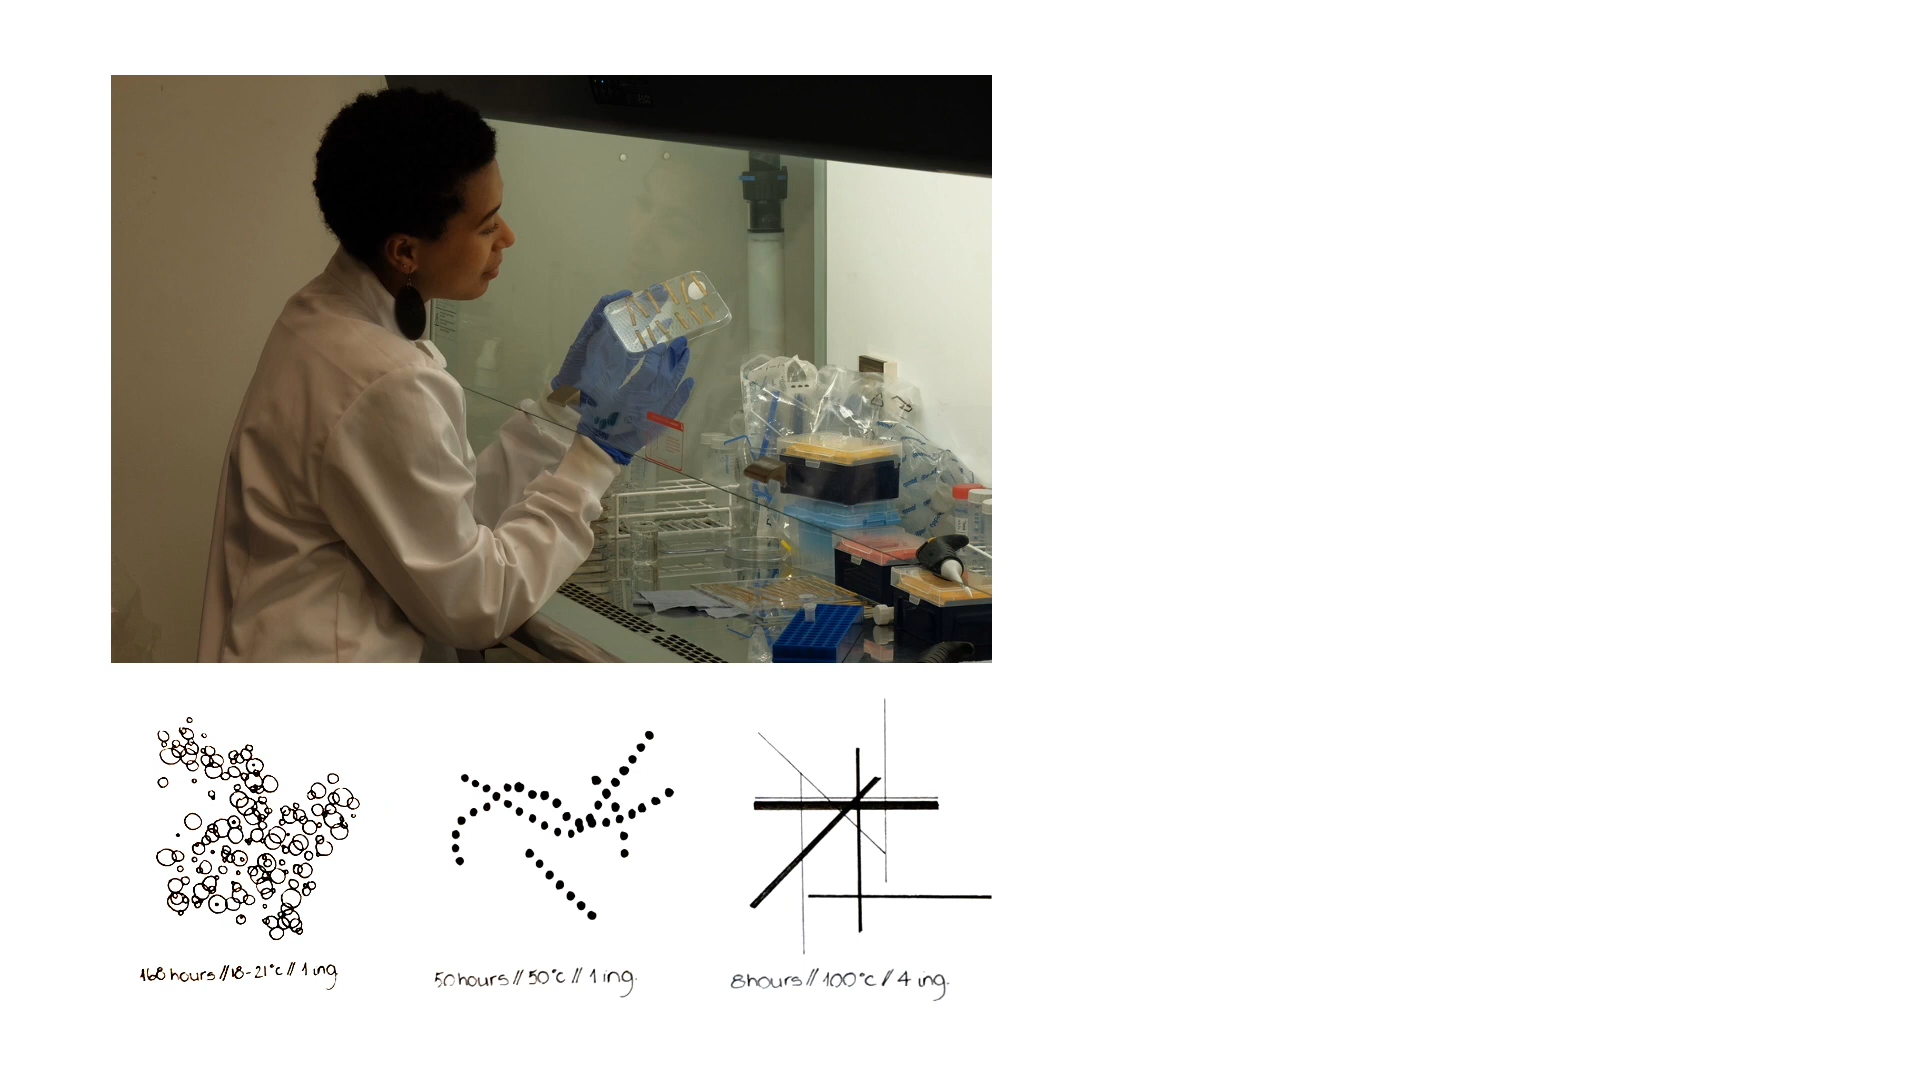 168 hours // 18-21°c // 1 ing
50 hours // 50°c // 1 ing.
8 hours // 100°c // 4 ing.